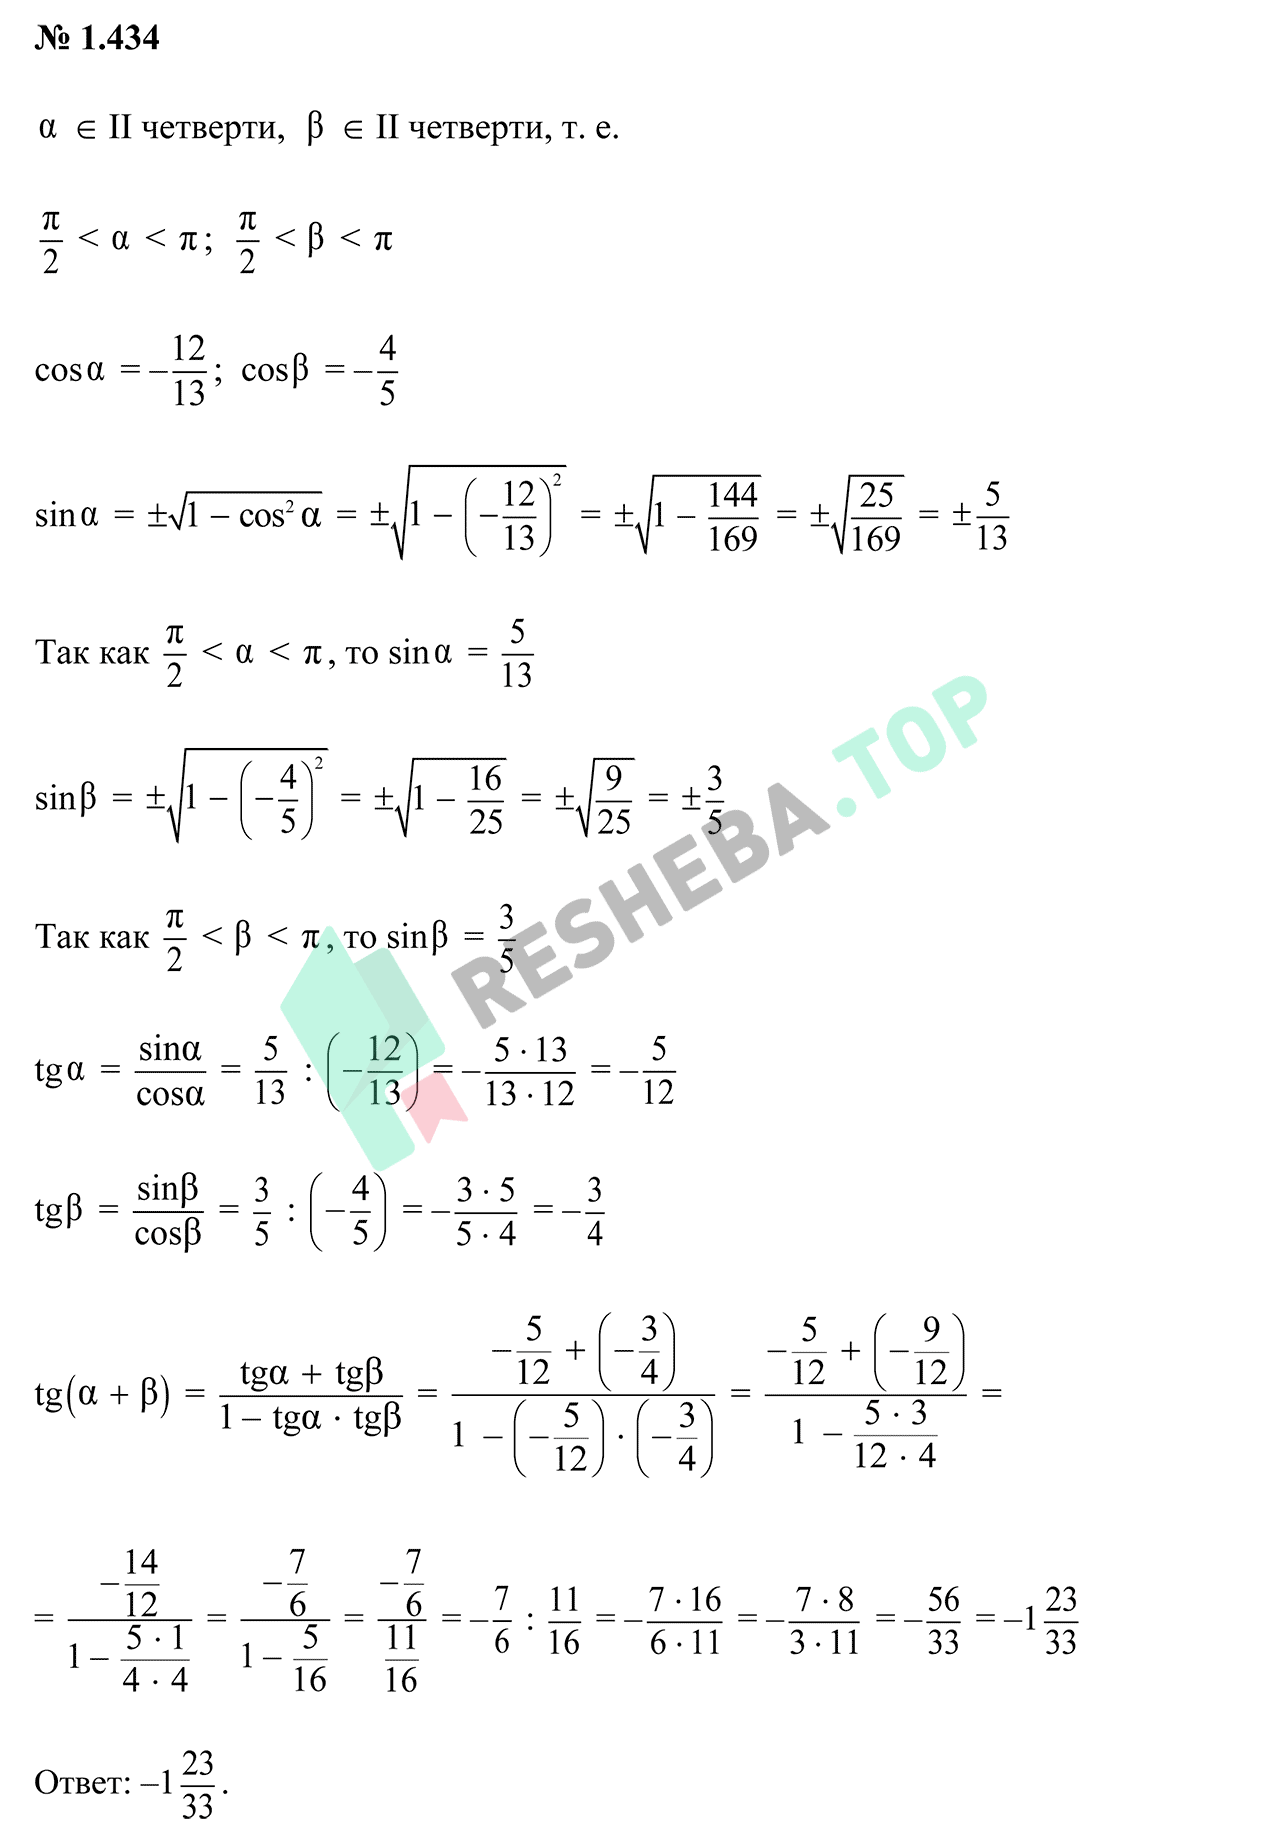 № 1.434
α ∈ II четверти, β ∈ II четверти, т. е.
π/2 < α < π; π/2 < β < π
cosα = –12/13; cosβ = –4/5
sinα = ±√(1 – cos² α) = ±√(1 – (–12/13)²) = ±√(1 – 144/169) = ±√(25/169) = ±5/13
Так как π/2 < α < π, то sinα = 5/13
sinβ = ±√(1 – (–4/5)²) = ±√(1 – 16/25) = ±√(9/25) = ±3/5
Так как π/2 < β < π, то sinβ = 3/5
tgα = sinα/cosα = 5/13 : (–12/13) = –(5 · 13)/(13 · 12) = –5/12
tgβ = sinβ/cosβ = 3/5 : (–4/5) = –(3 · 5)/(5 · 4) = –3/4
tg(α + β) = (tgα + tgβ)/(1 – tgα · tgβ) = (–5/12 + (–3/4))/(1 – (–5/12) · (–3/4)) = (–5/12 + (–9/12))/(1 – (5 · 3)/(12 · 4)) =
= (–14/12)/(1 – (5 · 1)/(4 · 4)) = (–7/6)/(1 – 5/16) = (–7/6)/(11/16) = –7/6 : 11/16 = –(7 · 16)/(6 · 11) = –(7 · 8)/(3 · 11) = –56/33 = –1 23/33
Ответ: –1 23/33.
RESHEBA.TOP